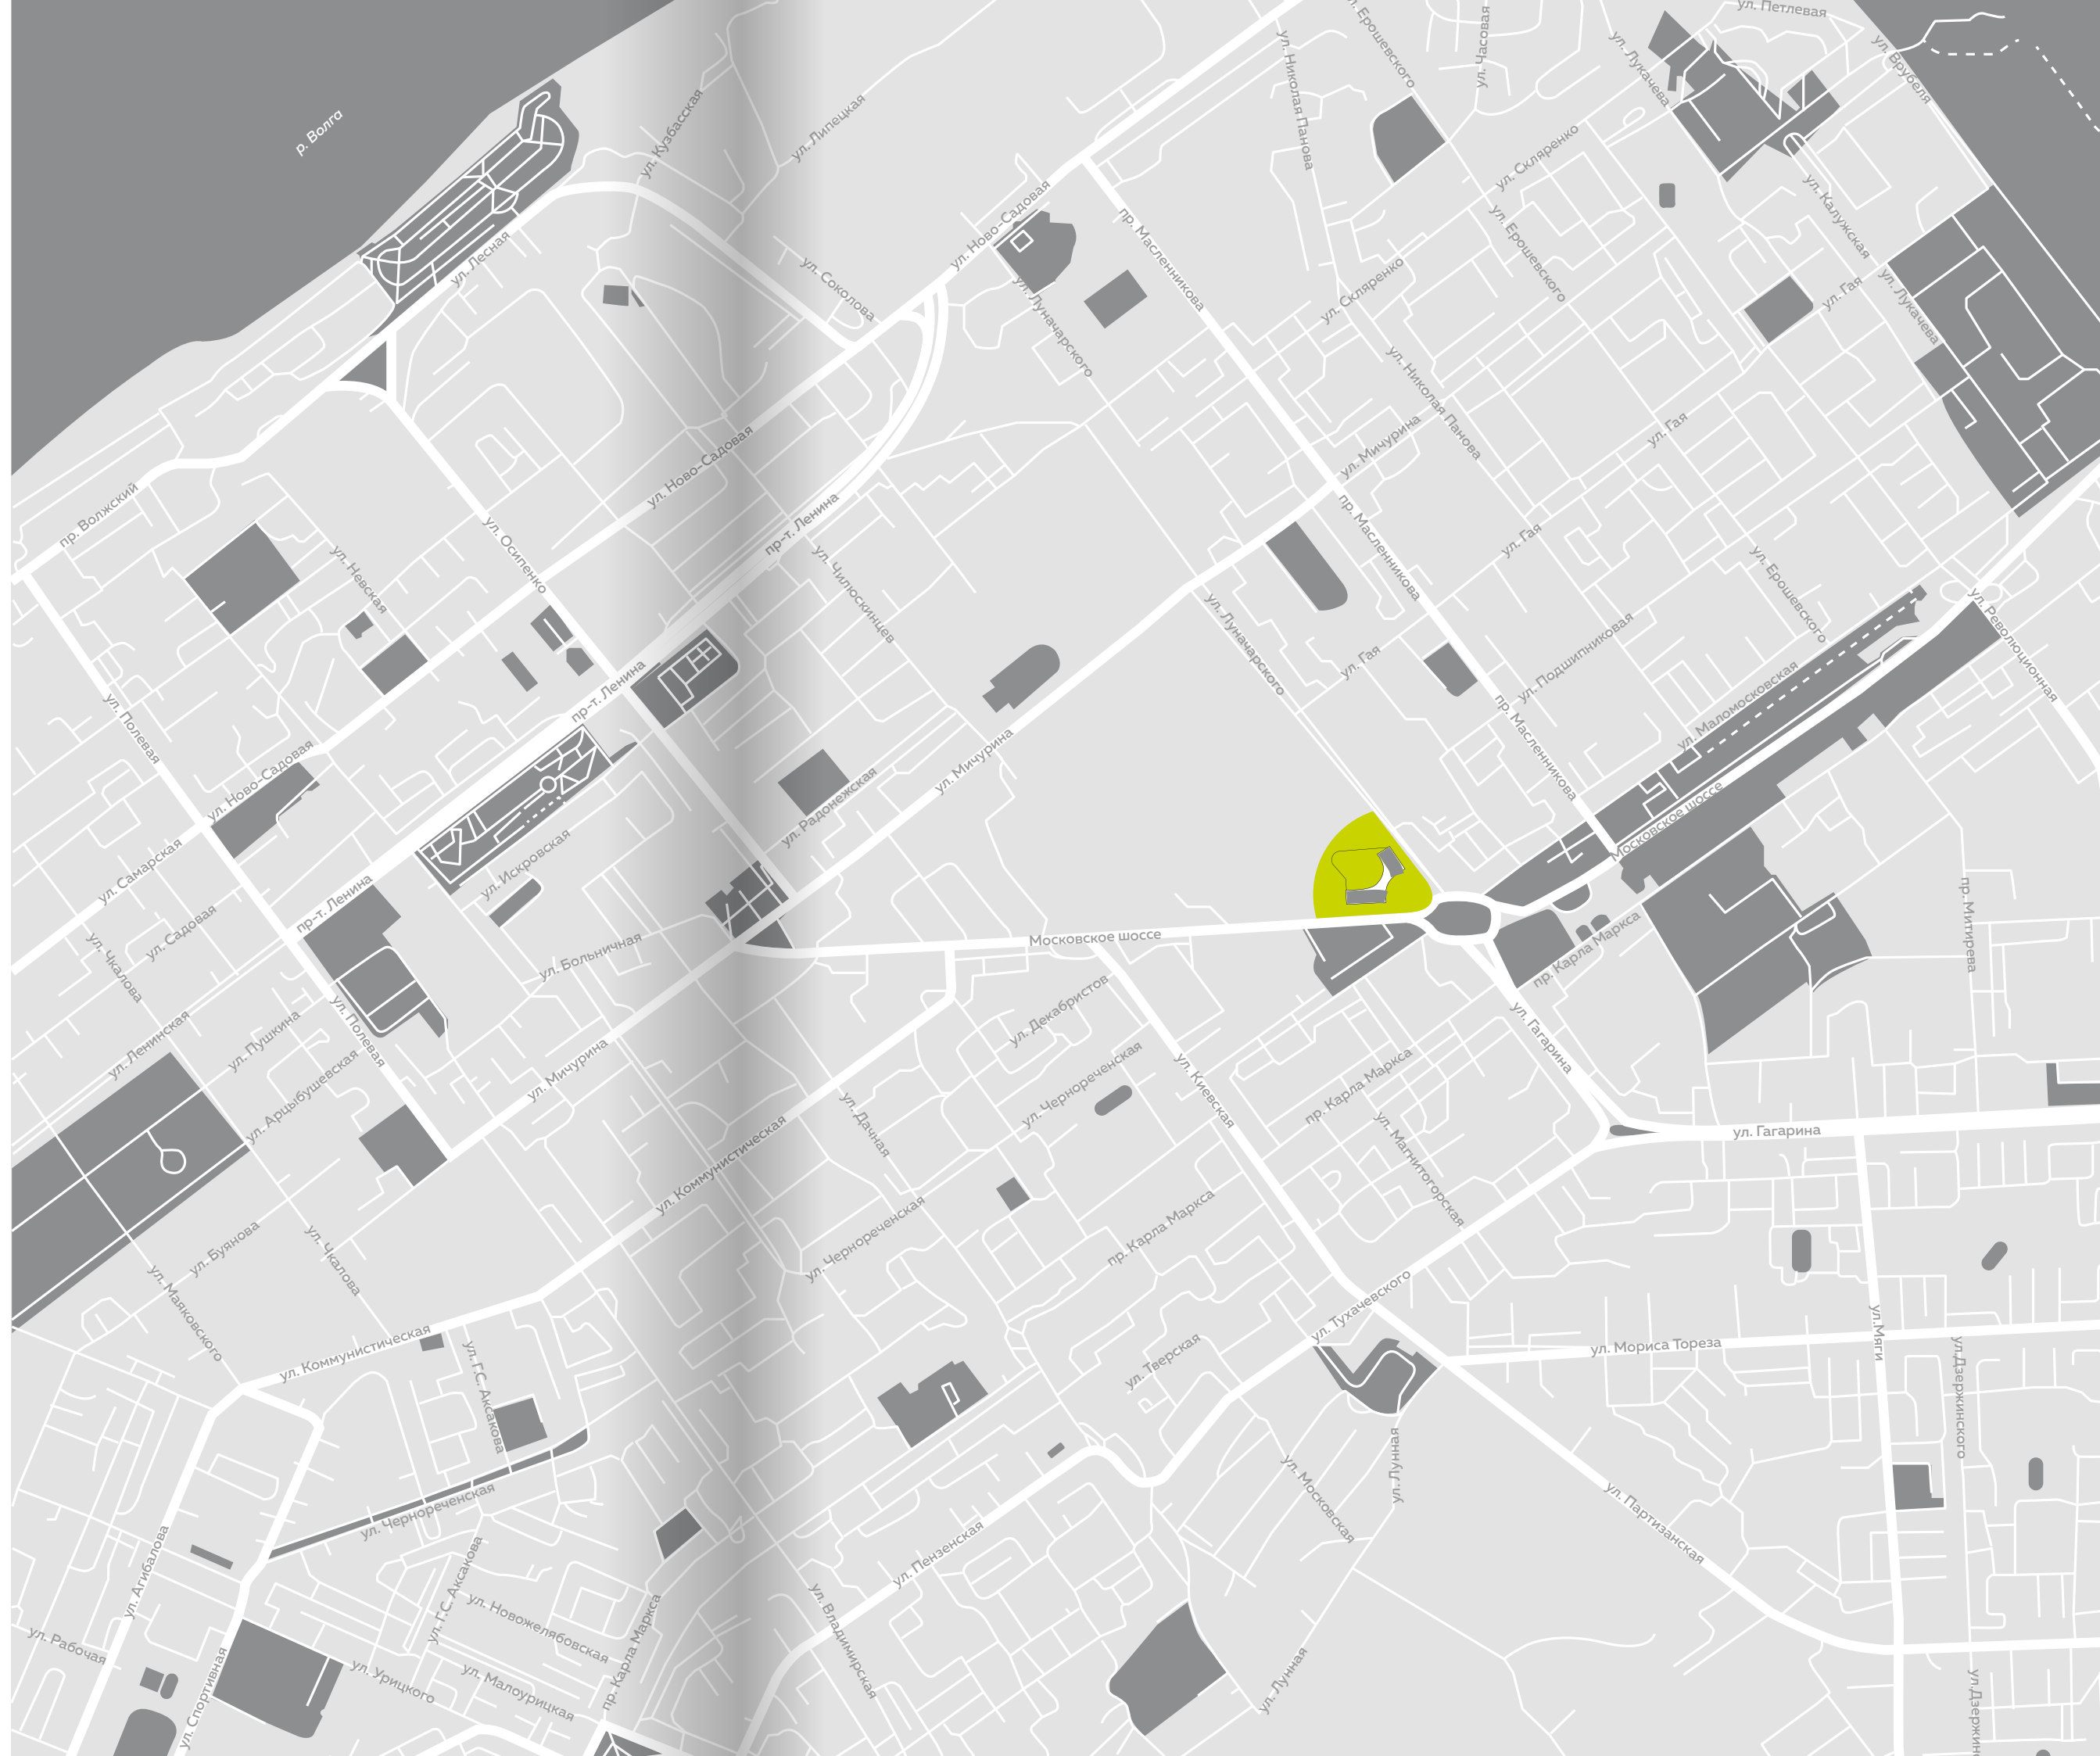 ул. Петлевая
ул. Ерошевского
ул. Часовая
ул. Николая Панова
ул. Лукачева
ул. Врубеля
р. Волга
ул. Кузбасская
ул. Липецкая
ул. Скляренко
ул. Ново-Садовая
пр. Масленникова
ул. Ерошевского
ул. Калужская
ул. Лесная
ул. Соколова
ул. Луначарского
ул. Скляренко
ул. Гая
ул. Лукачева
ул. Николая Панова
ул. Мичурина
ул. Гая
ул. Ново-Садовая
пр. Волжский
ул. Осипенко
пр-т. Ленина
пр. Масленникова
ул. Гая
ул. Ерошевского
ул. Невская
ул. Чилюскинцев
ул. Луначарского
ул. Гая
ул. Подшипниковая
ул. Революционная
ул. Маломосковская
пр-т. Ленина
ул. Полевая
ул. Ново-Садовая
ул. Мичурина
пр. Масленникова
ул. Радонежская
Московское шоссе
ул. Самарская
ул. Искровская
пр-т. Ленина
ул. Садовая
ул. Чкалова
ул. Больничная
Московское шоссе
пр. Карла Маркса
пр. Митирева
ул. Полевая
ул. Декабристов
ул. Гагарина
ул. Ленинская
ул. Пушкина
ул. Арцыбушевская
ул. Мичурина
ул. Чернореченская
ул. Киевская
пр. Карла Маркса
ул. Дачная
ул. Магнитогорская
ул. Гагарина
ул. Коммунистическая
ул. Буянова
ул. Чкалова
ул. Чернореченская
пр. Карла Маркса
ул. Маяковского
ул. Тухачевского
ул. Коммунистическая
ул. Г.С. Аксакова
ул. Тверская
ул. Мориса Тореза
ул.Мяги
ул.Дзержинского
ул. Чернореченская
ул. Московская
ул. Лунная
ул. Партизанская
ул. Агибалова
ул. Г.С. Аксакова
ул. Пензенская
ул. Новожелябовская
ул. Владимирская
пр. Карла Маркса
ул. Рабочая
ул. Спортивная
ул. Урицкого
ул. Малоурицкая
ул. Лунная
ул.Дзержин